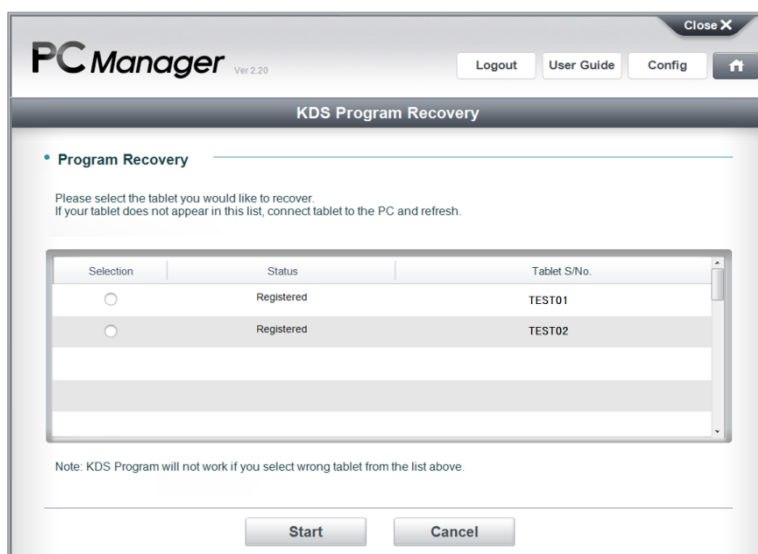 Close X
PC Manager Ver 2.20
Logout User Guide Config
KDS Program Recovery
Program Recovery
Please select the tablet you would like to recover.
If your tablet does not appear in this list, connect tablet to the PC and refresh.
Selection Status Tablet S/No.
Registered TEST01
Registered TEST02
Note: KDS Program will not work if you select wrong tablet from the list above.
Start Cancel